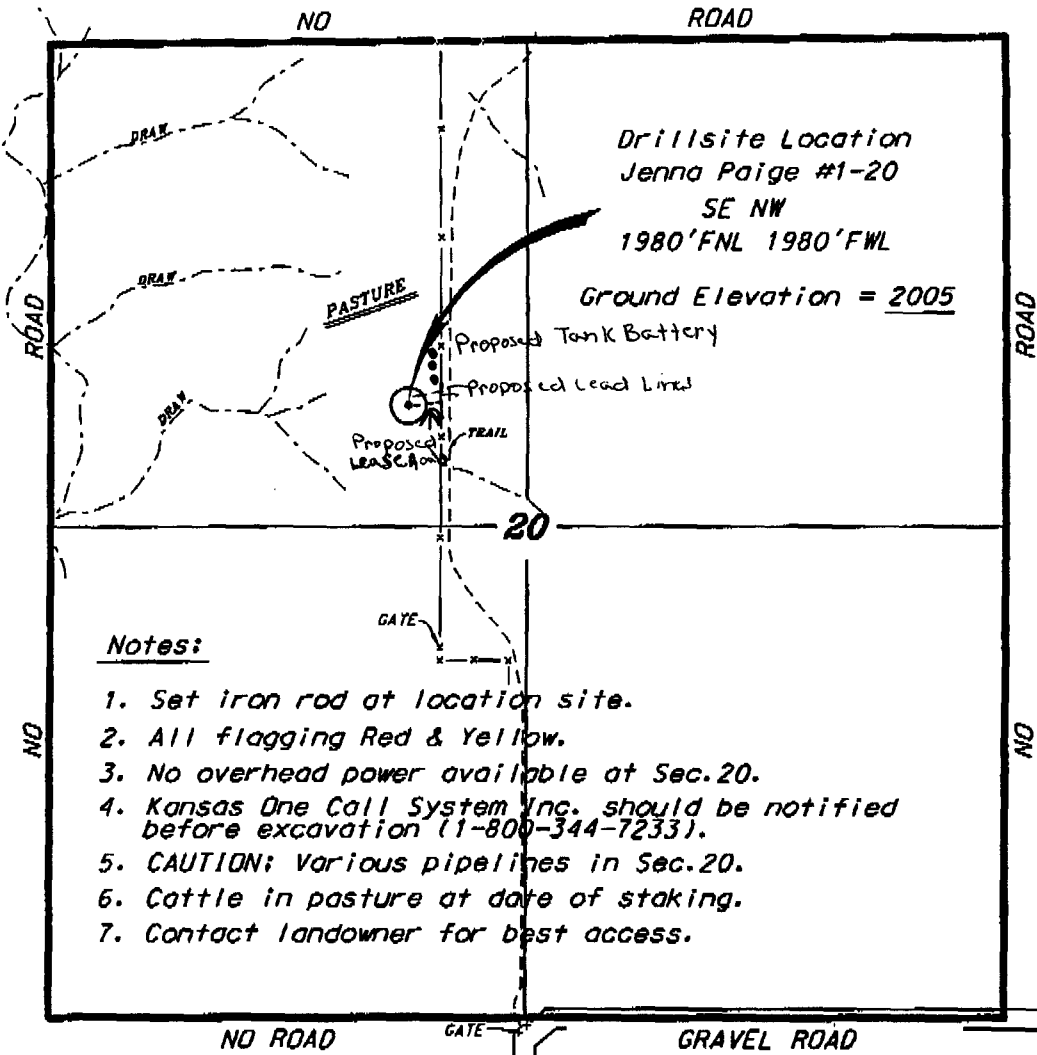 NO ROAD
DRAW
Drillsite Location
Jenna Paige #1-20
SE NW
1980'FNL 1980'FWL
DRAW
PASTURE
Ground Elevation = 2005
ROAD
ROAD
Proposed Tank Battery
Proposed Lead Lines
DRAW
Proposed
Lease Road
TRAIL
20
GATE
Notes:
1. Set iron rod at location site.
2. All flagging Red & Yellow.
3. No overhead power available at Sec.20.
4. Kansas One Call System Inc. should be notified
before excavation (1-800-344-7233).
5. CAUTION: Various pipelines in Sec.20.
6. Cattle in pasture at date of staking.
7. Contact landowner for best access.
NO
NO
NO ROAD
GATE
GRAVEL ROAD